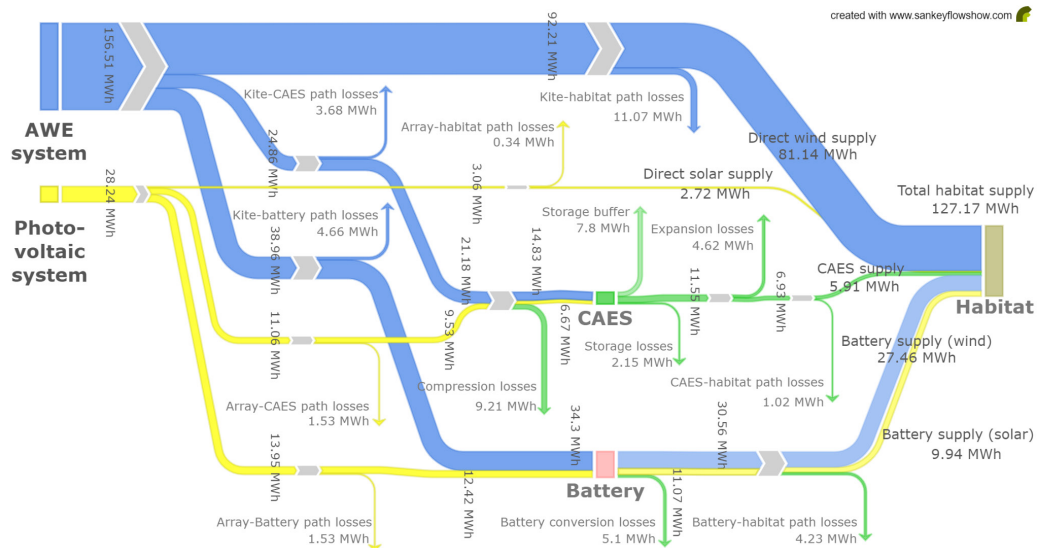 created with www.sankeyflowshow.com
156.51 MWh
92.21 MWh
AWE
system
Kite-CAES path losses
3.68 MWh
Kite-habitat path losses
11.07 MWh
Array-habitat path losses
0.34 MWh
Direct wind supply
81.14 MWh
24.86 MWh
28.24 MWh
3.06 MWh
Direct solar supply
2.72 MWh
Total habitat supply
127.17 MWh
Photo-
voltaic
system
Kite-battery path losses
4.66 MWh
38.96 MWh
Storage buffer
7.8 MWh
Expansion losses
4.62 MWh
21.18 MWh
14.83 MWh
11.55 MWh
6.93 MWh
CAES supply
5.91 MWh
Habitat
CAES
11.06 MWh
9.53 MWh
6.67 MWh
Storage losses
2.15 MWh
Battery supply (wind)
27.46 MWh
Compression losses
9.21 MWh
CAES-habitat path losses
1.02 MWh
Array-CAES path losses
1.53 MWh
34.3 MWh
30.56 MWh
Battery supply (solar)
9.94 MWh
13.95 MWh
12.42 MWh
Battery
11.07 MWh
Array-Battery path losses
1.53 MWh
Battery conversion losses
5.1 MWh
Battery-habitat path losses
4.23 MWh